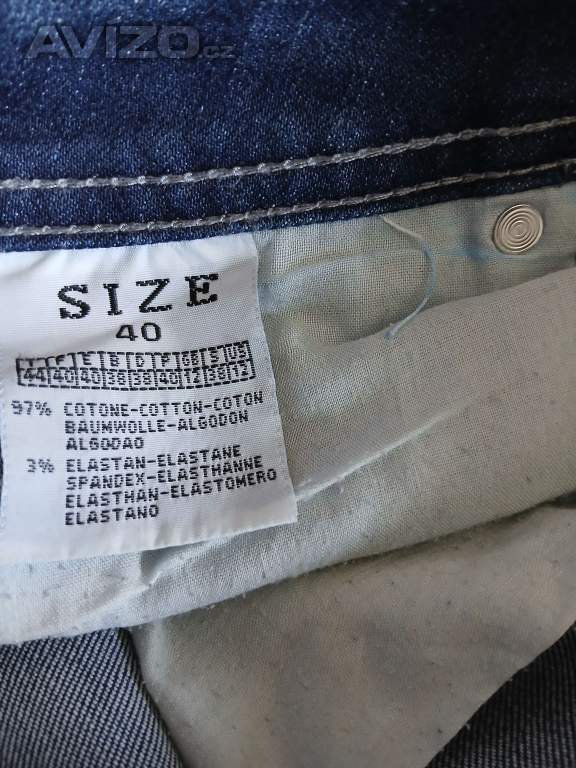 AVIZO.cz
SIZE
40
I F E B D P GB S US
44 40 40 38 38 40 12 38 12
97% COTONE-COTTON-COTON
BAUMWOLLE-ALGODON
ALGODAO
3% ELASTAN-ELASTANE
SPANDEX-ELASTHANNE
ELASTHAN-ELASTOMERO
ELASTANO